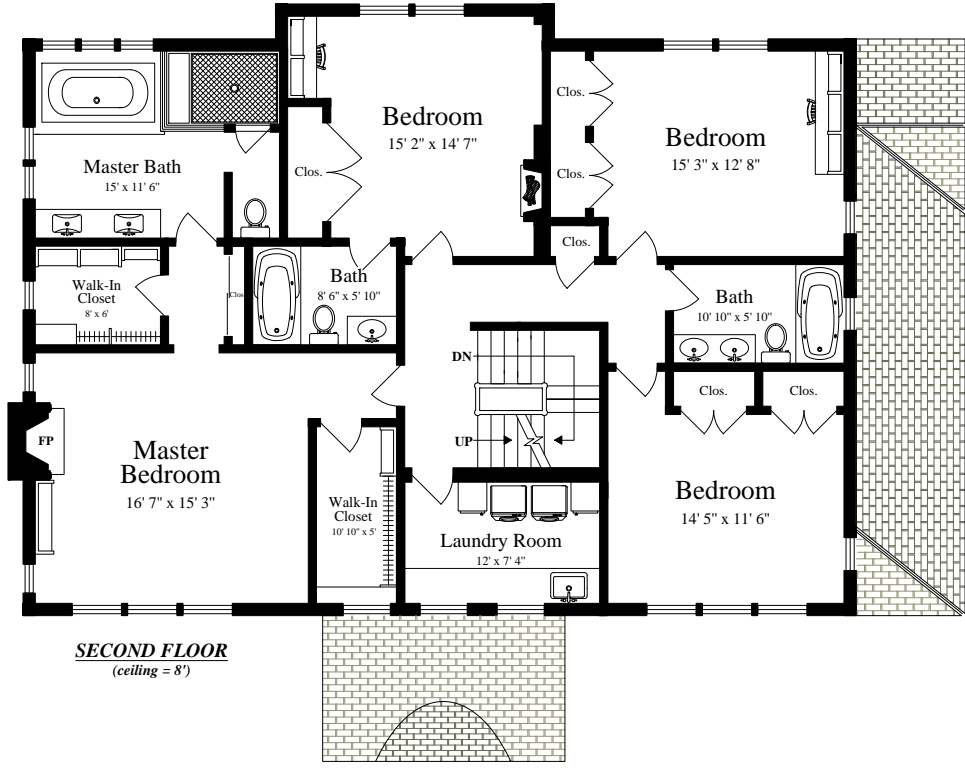 Bedroom
15' 2" x 14' 7"
Clos.
Bedroom
15' 3" x 12' 8"
Clos.
Clos.
Master Bath
15' x 11' 6"
Clos.
Walk-In
Closet
8' x 6'
Clos.
Bath
8' 6" x 5' 10"
Bath
10' 10" x 5' 10"
DN
UP
Clos.
Clos.
FP
Master
Bedroom
16' 7" x 15' 3"
Walk-In
Closet
10' 10" x 5'
Laundry Room
12' x 7' 4"
Bedroom
14' 5" x 11' 6"
SECOND FLOOR
(ceiling = 8')